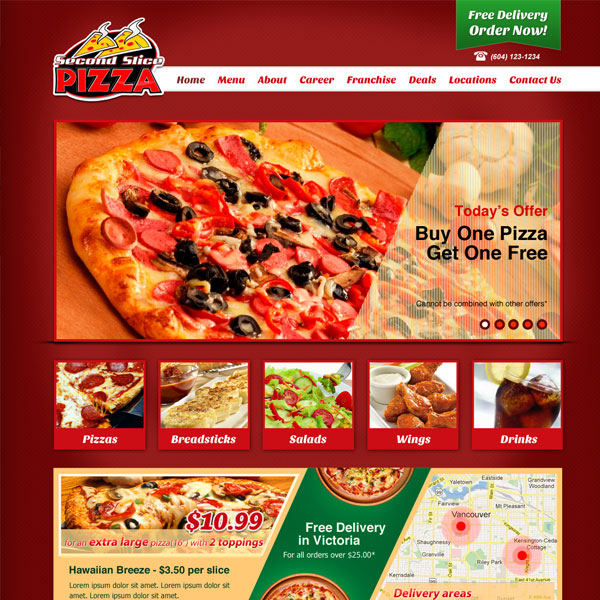 Free Delivery
Order Now!
(604) 123-1234
Second Slice
PIZZA
Home Menu About Career Franchise Deals Locations Contact Us
Today's Offer
Buy One Pizza
Get One Free
Cannot be combined with other offers*
Pizzas Breadsticks Salads Wings Drinks
$10.99
for an extra large pizza(16") with 2 toppings
Hawaiian Breeze - $3.50 per slice
Lorem ipsum dolor sit amet. Lorem
ipsum dolor sit amet. Lorem ipsum
Free Delivery
in Victoria
For all orders over $25.00*
Yaletown
Eastside
Grandview
Woodland
Fairview
Mt Pleasant
Vancouver
Shaughnessy
Granville
Kensington-Cedar
Cottage
Kerrisdale
East 41st Avenue
Delivery areas